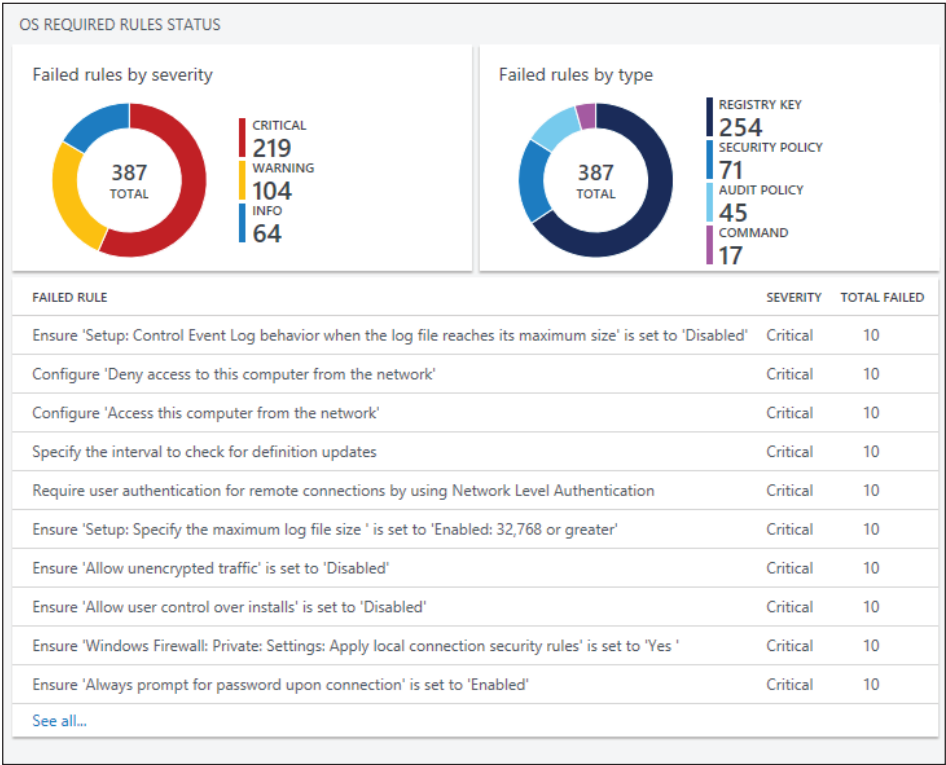 OS REQUIRED RULES STATUS
Failed rules by severity
387
TOTAL
CRITICAL
219
WARNING
104
INFO
64
Failed rules by type
387
TOTAL
REGISTRY KEY
254
SECURITY POLICY
71
AUDIT POLICY
45
COMMAND
17
FAILED RULE SEVERITY TOTAL FAILED
Ensure 'Setup: Control Event Log behavior when the log file reaches its maximum size' is set to 'Disabled' Critical 10
Configure 'Deny access to this computer from the network' Critical 10
Configure 'Access this computer from the network' Critical 10
Specify the interval to check for definition updates Critical 10
Require user authentication for remote connections by using Network Level Authentication Critical 10
Ensure 'Setup: Specify the maximum log file size ' is set to 'Enabled: 32,768 or greater' Critical 10
Ensure 'Allow unencrypted traffic' is set to 'Disabled' Critical 10
Ensure 'Allow user control over installs' is set to 'Disabled' Critical 10
Ensure 'Windows Firewall: Private: Settings: Apply local connection security rules' is set to 'Yes ' Critical 10
Ensure 'Always prompt for password upon connection' is set to 'Enabled' Critical 10
See all...